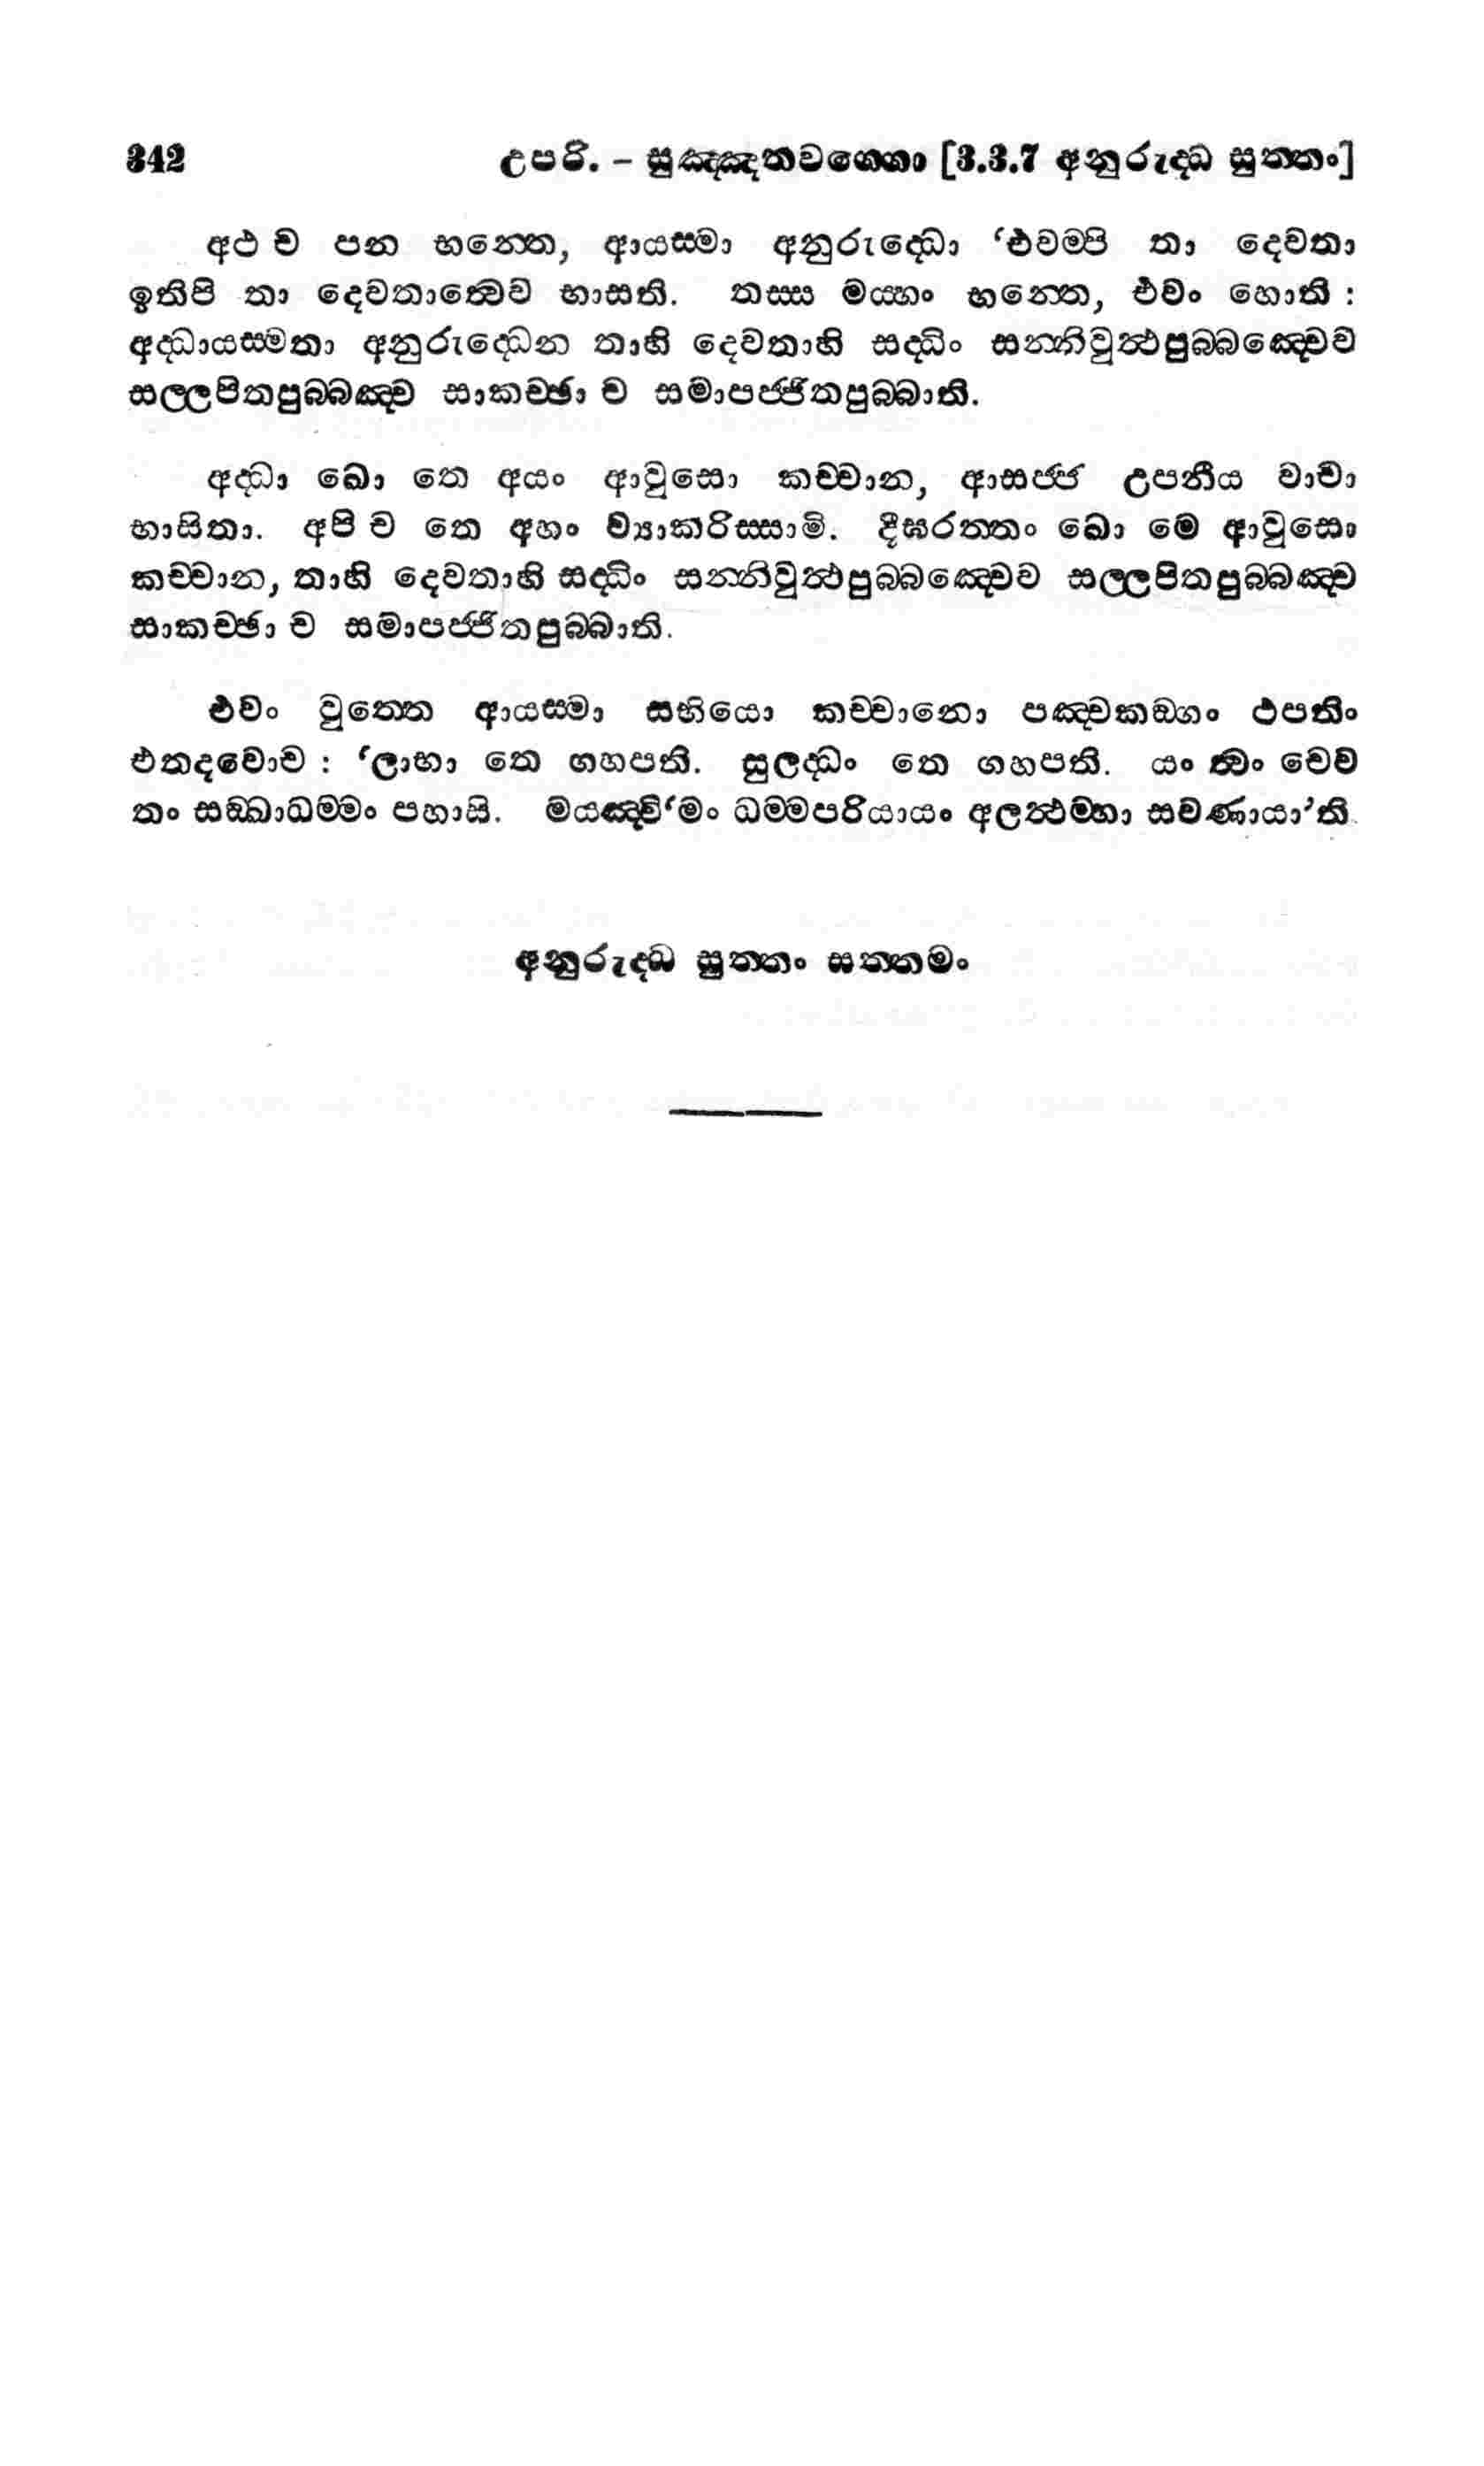 342 උපරි. – සුඤ්ඤතවග්ගො [3.3.7 අනුරුද්ධ සුත්තං]
අථ ච පන භන්තෙ, ආයස්මා අනුරුද්ධො ‘එවම්පි තා දෙවතා
ඉතිපි තා දෙවතාත්වෙව භාසති. තස්ස මය්හං භන්තෙ, එවං හොති :
අද්ධායස්මතා අනුරුද්ධෙන තාහි දෙවතාහි සද්ධිං සන්නිවුත්ථපුබ්බඤ්චෙව
සල්ලපිතපුබ්බඤ්ච සාකච්ඡා ච සමාපජ්ජිතපුබ්බාති.
අද්ධා ඛො තෙ අයං ආවුසො කච්චාන, ආසජ්ජ උපනීය වාචා
භාසිතා. අපි ච තෙ අහං ව්‍යාකරිස්සාමි. දීඝරත්තං ඛො මෙ ආවුසො
කච්චාන, තාහි දෙවතාහි සද්ධිං සන්නිවුත්ථපුබ්බඤ්චෙව සල්ලපිතපුබ්බඤ්ච
සාකච්ඡා ච සමාපජ්ජිතපුබ්බාති.
එවං වුත්තෙ ආයස්මා සභියො කච්චානො පඤ්චකඞ්ගං ථපතිං
එතදවොච : ‘ලාභා තෙ ගහපති. සුලද්ධං තෙ ගහපති. යං ත්වං චෙව
තං සඞ්ඛාධම්මං පහාසි. මයඤ්චි‘මං ධම්මපරියායං අලත්ථම්හා සවණායා’ති.
අනුරුද්ධ සුත්තං සත්තමං